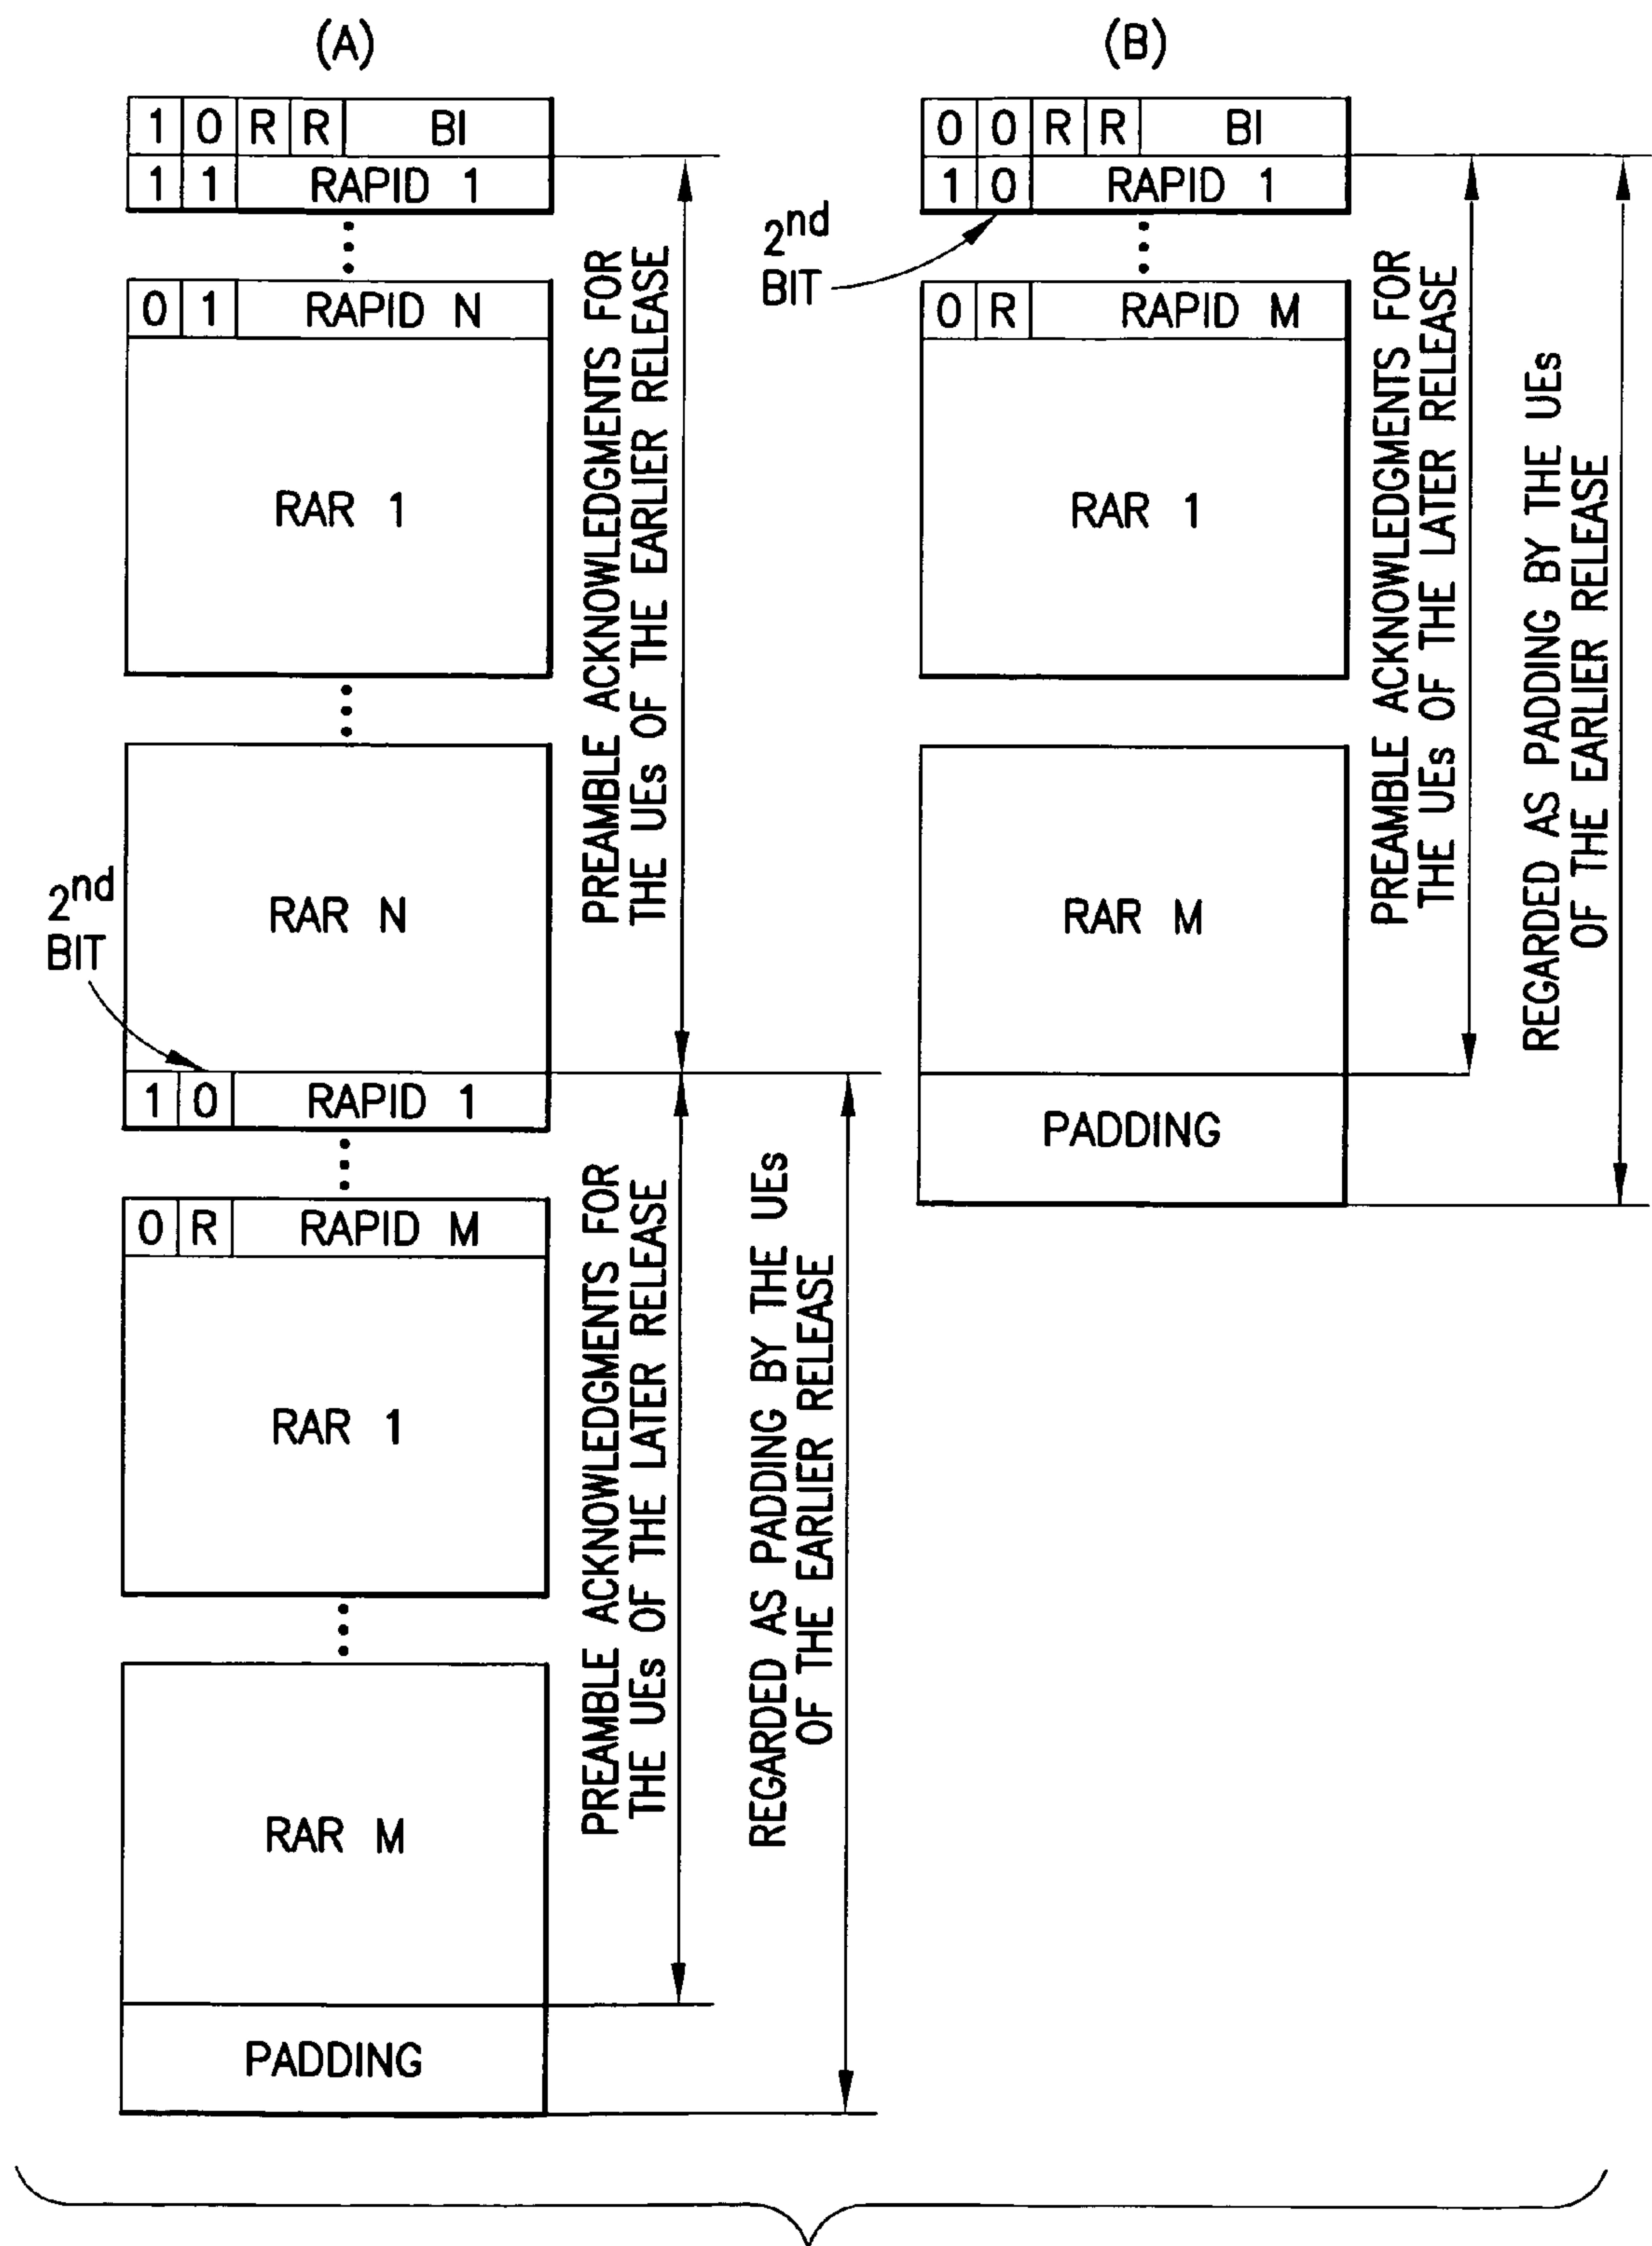 (A)
1 0 R R BI
1 1 RAPID 1
0 1 RAPID N
RAR 1
RAR N
2nd
BIT
1 0 RAPID 1
0 R RAPID M
RAR 1
RAR M
PADDING
PREAMBLE ACKNOWLEDGMENTS FOR
THE UEs OF THE EARLIER RELEASE
PREAMBLE ACKNOWLEDGMENTS FOR
THE UEs OF THE LATER RELEASE
REGARDED AS PADDING BY THE UEs
OF THE EARLIER RELEASE
(B)
0 0 R R BI
1 0 RAPID 1
2nd
BIT
0 R RAPID M
RAR 1
RAR M
PADDING
PREAMBLE ACKNOWLEDGMENTS FOR
THE UEs OF THE LATER RELEASE
REGARDED AS PADDING BY THE UEs
OF THE EARLIER RELEASE